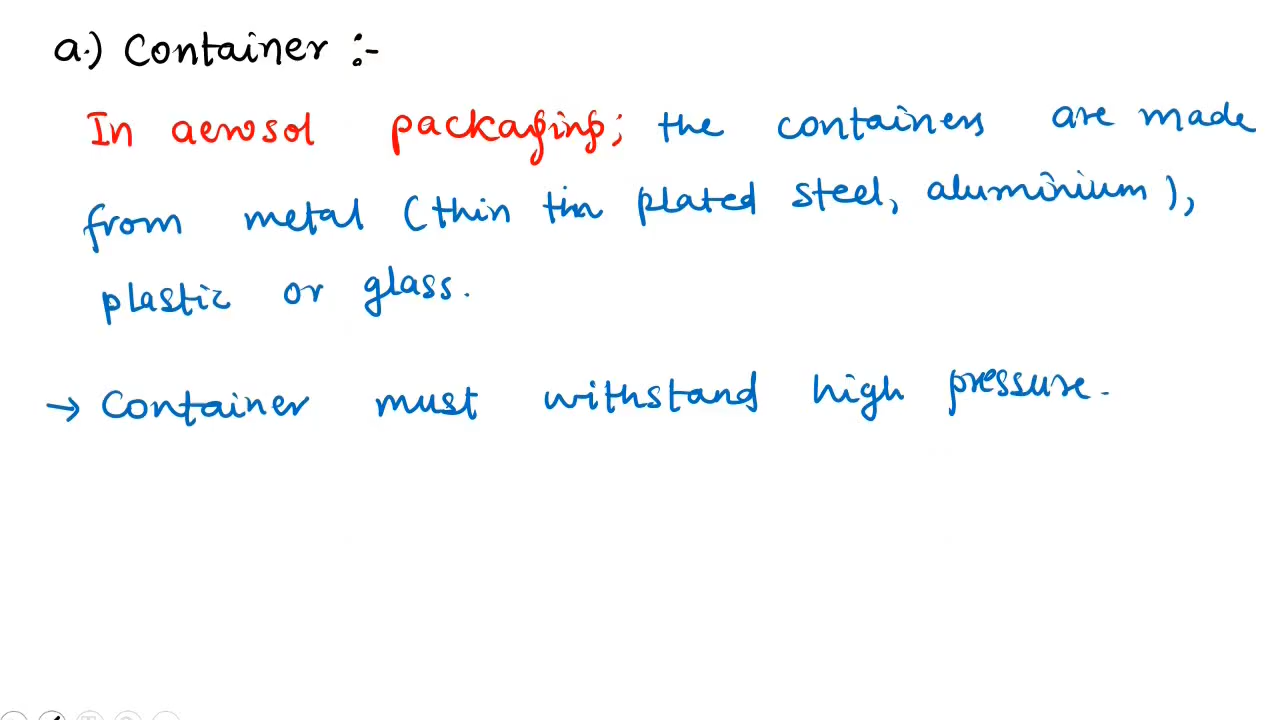 a.) Container :-
In aerosol packaging; the containers are made
from metal (thin tin plated steel, aluminium),
plastic or glass.
→ Container must withstand high pressure.